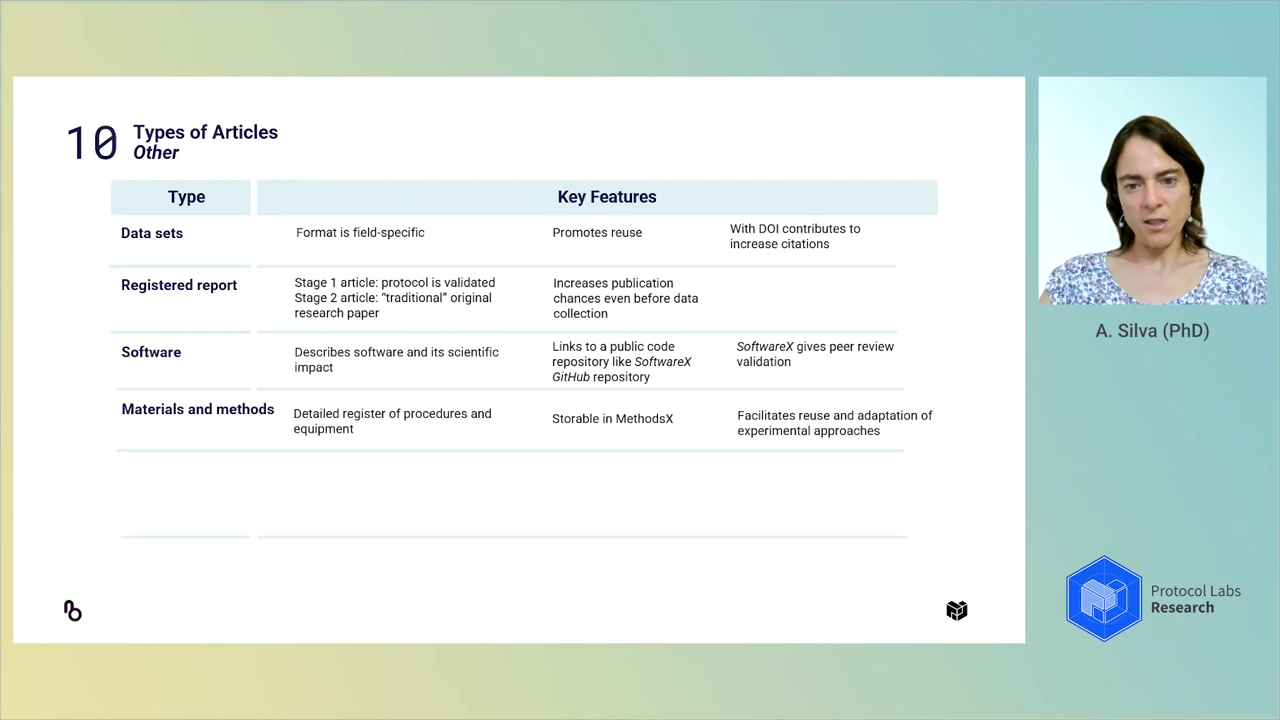 10
Types of Articles
Other
Type
Key Features
Data sets
Format is field-specific
Promotes reuse
With DOI contributes to
increase citations
Registered report
Stage 1 article: protocol is validated
Stage 2 article: “traditional” original
research paper
Increases publication
chances even before data
collection
Software
Describes software and its scientific
impact
Links to a public code
repository like SoftwareX
GitHub repository
SoftwareX gives peer review
validation
Materials and methods
Detailed register of procedures and
equipment
Storable in MethodsX
Facilitates reuse and adaptation of
experimental approaches
A. Silva (PhD)
Protocol Labs
Research